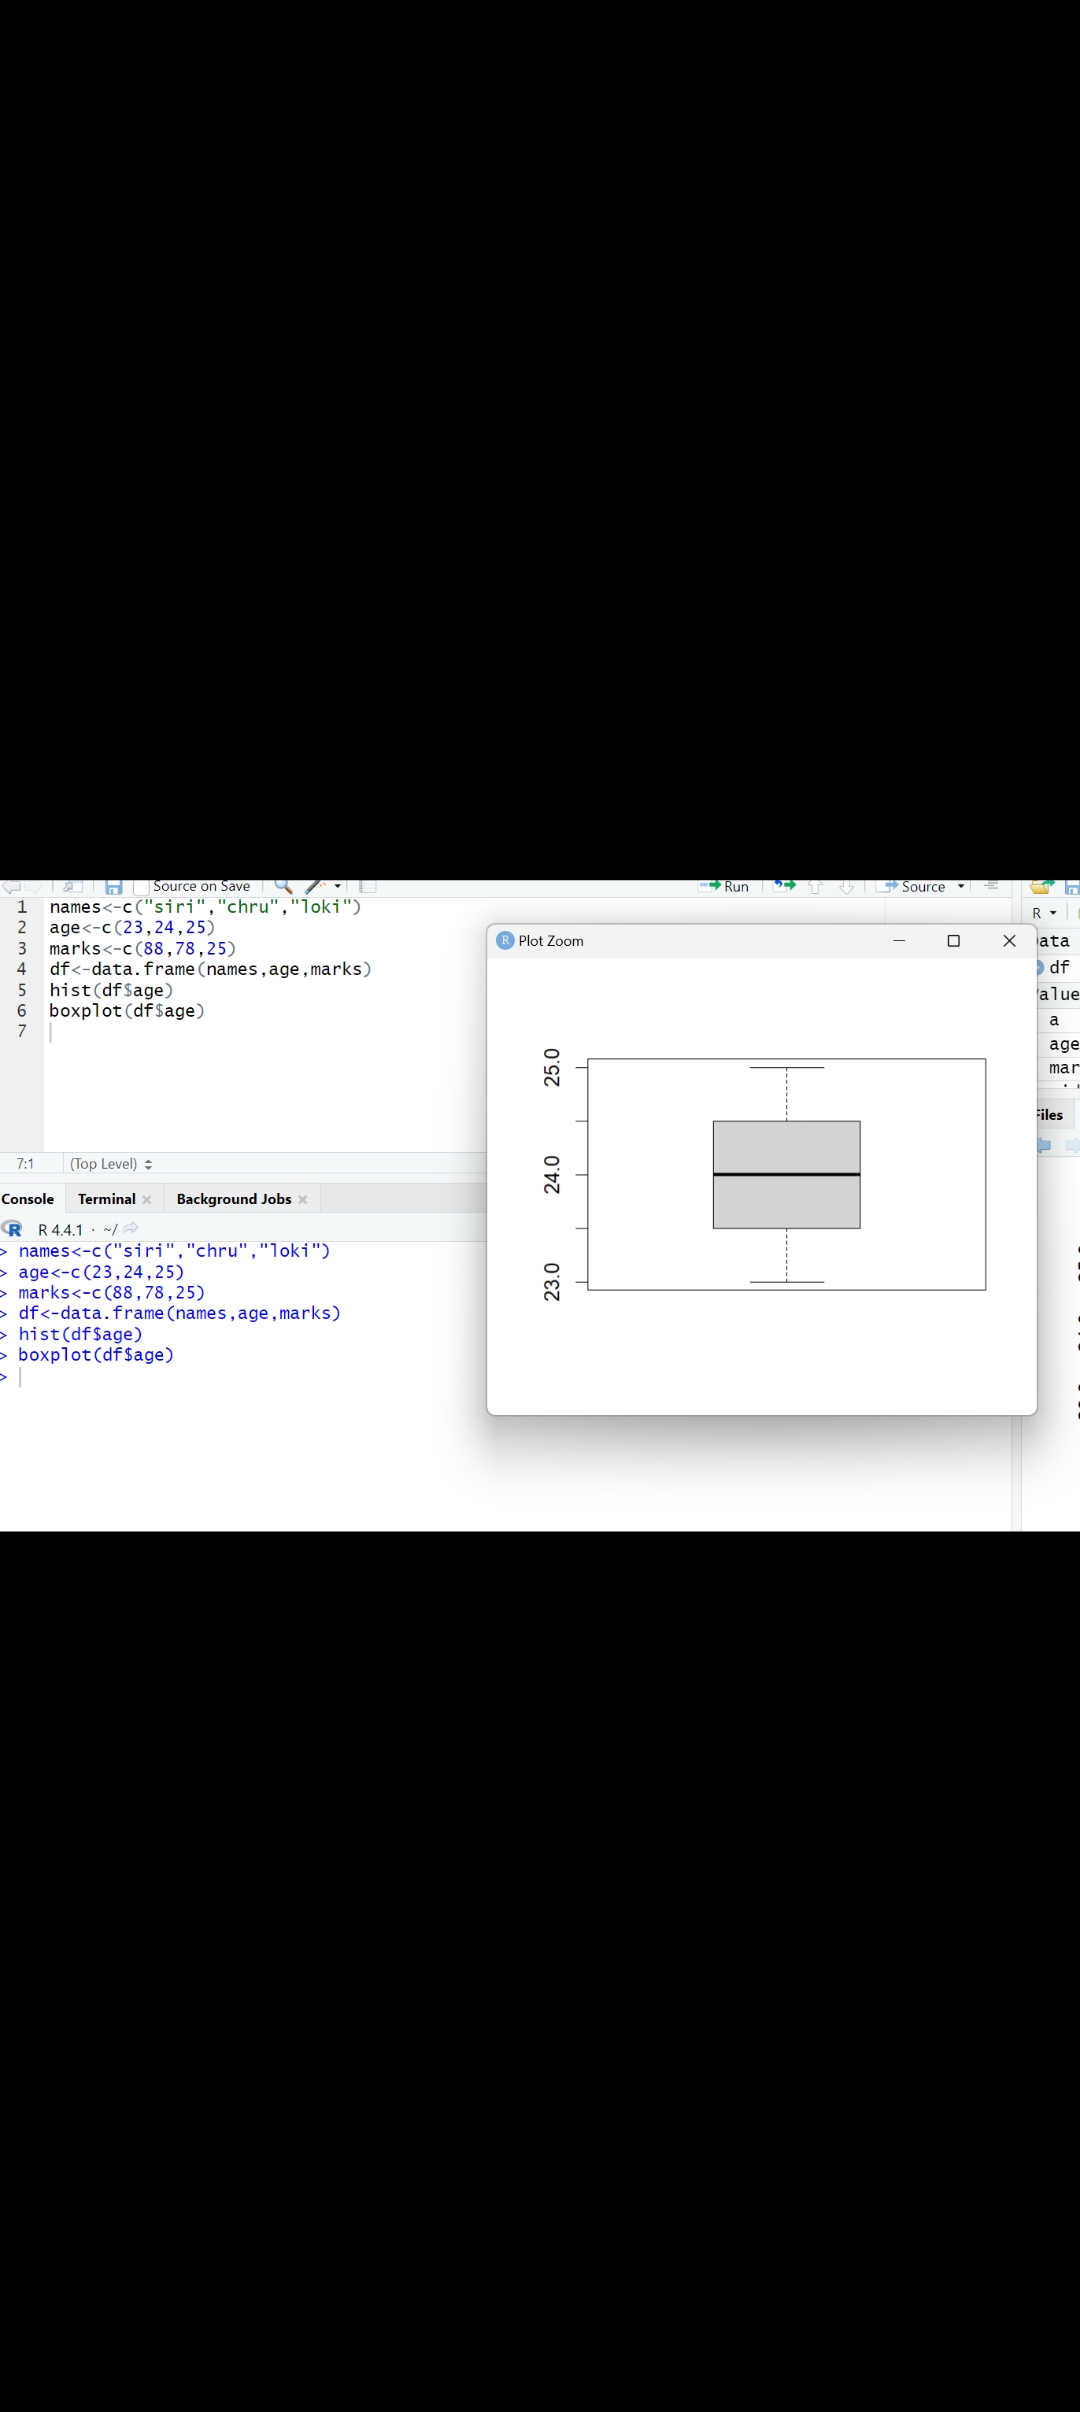 Source on Save
Run
Source
1 names<-c("siri","chru","loki")
2 age<-c(23,24,25)
3 marks<-c(88,78,25)
4 df<-data.frame(names,age,marks)
5 hist(df$age)
6 boxplot(df$age)
7
7:1 (Top Level)
Console Terminal Background Jobs
R R 4.4.1 · ~/
> names<-c("siri","chru","loki")
> age<-c(23,24,25)
> marks<-c(88,78,25)
> df<-data.frame(names,age,marks)
> hist(df$age)
> boxplot(df$age)
>
R Plot Zoom
25.0
24.0
23.0
R
ata
df
alue
a
age
mar
Files